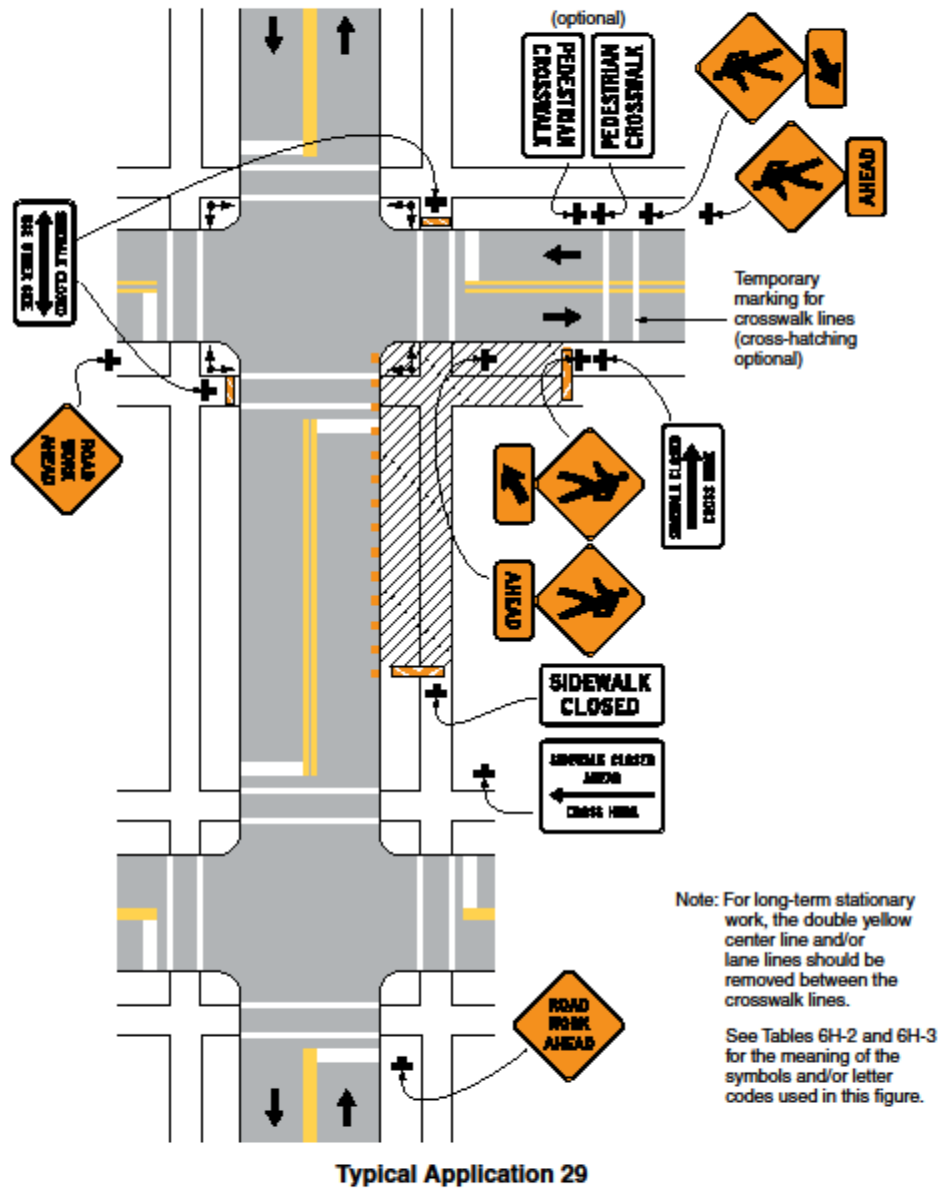 (optional)
PEDESTRIAN
CROSSWALK
PEDESTRIAN
CROSSWALK
AHEAD
SIDEWALK CLOSED
USE OTHER SIDE
Temporary
marking for
crosswalk lines
(cross-hatching
optional)
ROAD
WORK
AHEAD
AHEAD
SIDEWALK
CLOSED
SIDEWALK CLOSED
AHEAD
CROSS HERE
ROAD
WORK
AHEAD
Note: For long-term stationary
work, the double yellow
center line and/or
lane lines should be
removed between the
crosswalk lines.
See Tables 6H-2 and 6H-3
for the meaning of the
symbols and/or letter
codes used in this figure.
Typical Application 29